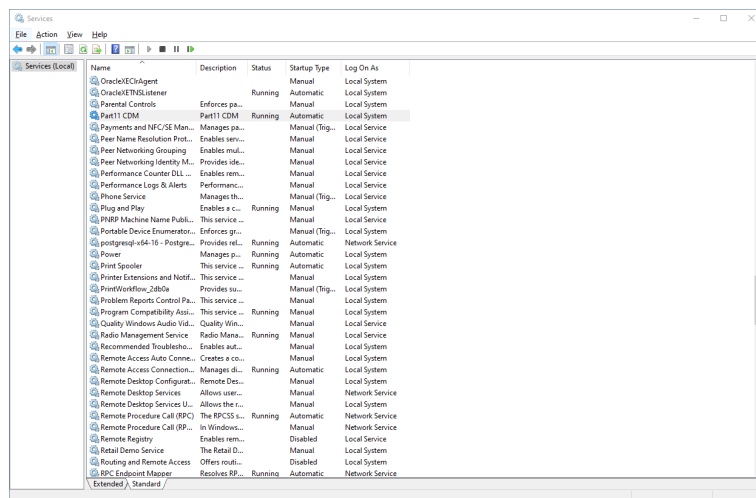 Services
File Action View Help
Services (Local)
Name Description Status Startup Type Log On As
OracleXEClrAgent Manual Local System
OracleXETNSListener Running Automatic Local System
Parental Controls Enforces pa... Manual Local System
Part11 CDM Part11 CDM Running Automatic Local System
Payments and NFC/SE Man... Manages pa... Manual (Trig... Local Service
Peer Name Resolution Prot... Enables serv... Manual Local Service
Peer Networking Grouping Enables mul... Manual Local Service
Peer Networking Identity M... Provides ide... Manual Local Service
Performance Counter DLL ... Enables rem... Manual Local Service
Performance Logs & Alerts Performanc... Manual Local Service
Phone Service Manages th... Manual (Trig... Local Service
Plug and Play Enables a c... Running Manual Local System
PNRP Machine Name Publi... This service ... Manual Local Service
Portable Device Enumerator... Enforces gr... Manual (Trig... Local System
postgresql-x64-16 - Postgre... Provides rel... Running Automatic Network Service
Power Manages p... Running Automatic Local System
Print Spooler This service ... Running Automatic Local System
Printer Extensions and Notif... This service ... Manual Local System
PrintWorkflow_2db0a Provides su... Manual (Trig... Local System
Problem Reports Control Pa... This service ... Manual Local System
Program Compatibility Assi... This service ... Running Manual Local System
Quality Windows Audio Vid... Quality Win... Manual Local Service
Radio Management Service Radio Mana... Running Manual Local Service
Recommended Troublesho... Enables aut... Manual Local System
Remote Access Auto Conne... Creates a co... Manual Local System
Remote Access Connection... Manages di... Running Automatic Local System
Remote Desktop Configurat... Remote Des... Manual Local System
Remote Desktop Services Allows user... Manual Network Service
Remote Desktop Services U... Allows the r... Manual Local System
Remote Procedure Call (RPC) The RPCSS s... Running Automatic Network Service
Remote Procedure Call (RP... In Windows... Manual Network Service
Remote Registry Enables rem... Disabled Local Service
Retail Demo Service The Retail D... Manual Local System
Routing and Remote Access Offers routi... Disabled Local System
RPC Endpoint Mapper Resolves RP... Running Automatic Network Service
Extended Standard